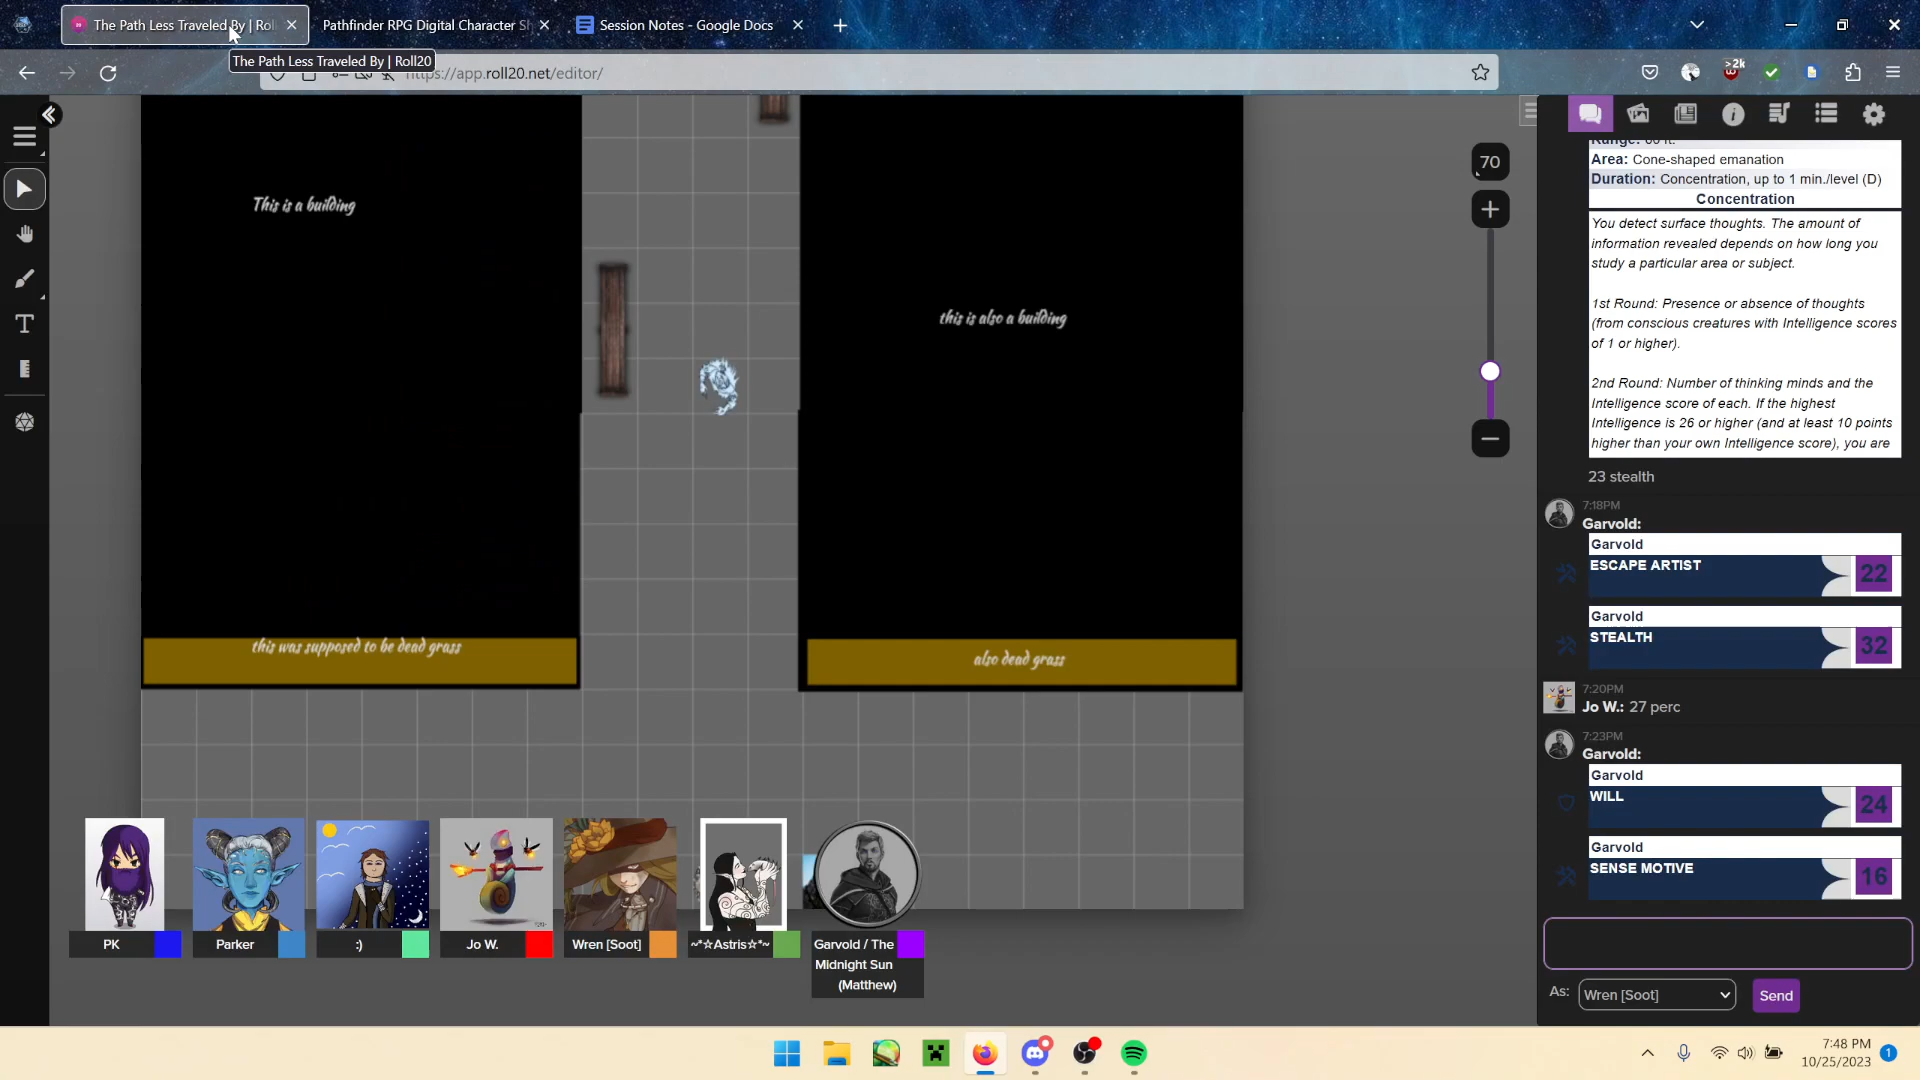 The Path Less Traveled By | Roll
Pathfinder RPG Digital Character Sh
Session Notes - Google Docs
The Path Less Traveled By | Roll20
https://app.roll20.net/editor/
>2k
70
This is a building
this is also a building
this was supposed to be dead grass
also dead grass
Area: Cone-shaped emanation
Duration: Concentration, up to 1 min./level (D)
Concentration
You detect surface thoughts. The amount of
information revealed depends on how long you
study a particular area or subject.
1st Round: Presence or absence of thoughts
(from conscious creatures with Intelligence scores
of 1 or higher).
2nd Round: Number of thinking minds and the
Intelligence score of each. If the highest
Intelligence is 26 or higher (and at least 10 points
higher than your own Intelligence score), you are
23 stealth
7:18PM
Garvold:
Garvold
ESCAPE ARTIST 22
Garvold
STEALTH 32
7:20PM
Jo W.: 27 perc
7:23PM
Garvold:
Garvold
WILL 24
Garvold
SENSE MOTIVE 16
As: Wren [Soot] Send
PK
Parker
:)
Jo W.
Wren [Soot]
~*☆Astris☆*~
Garvold / The
Midnight Sun
(Matthew)
7:48 PM
10/25/2023
1